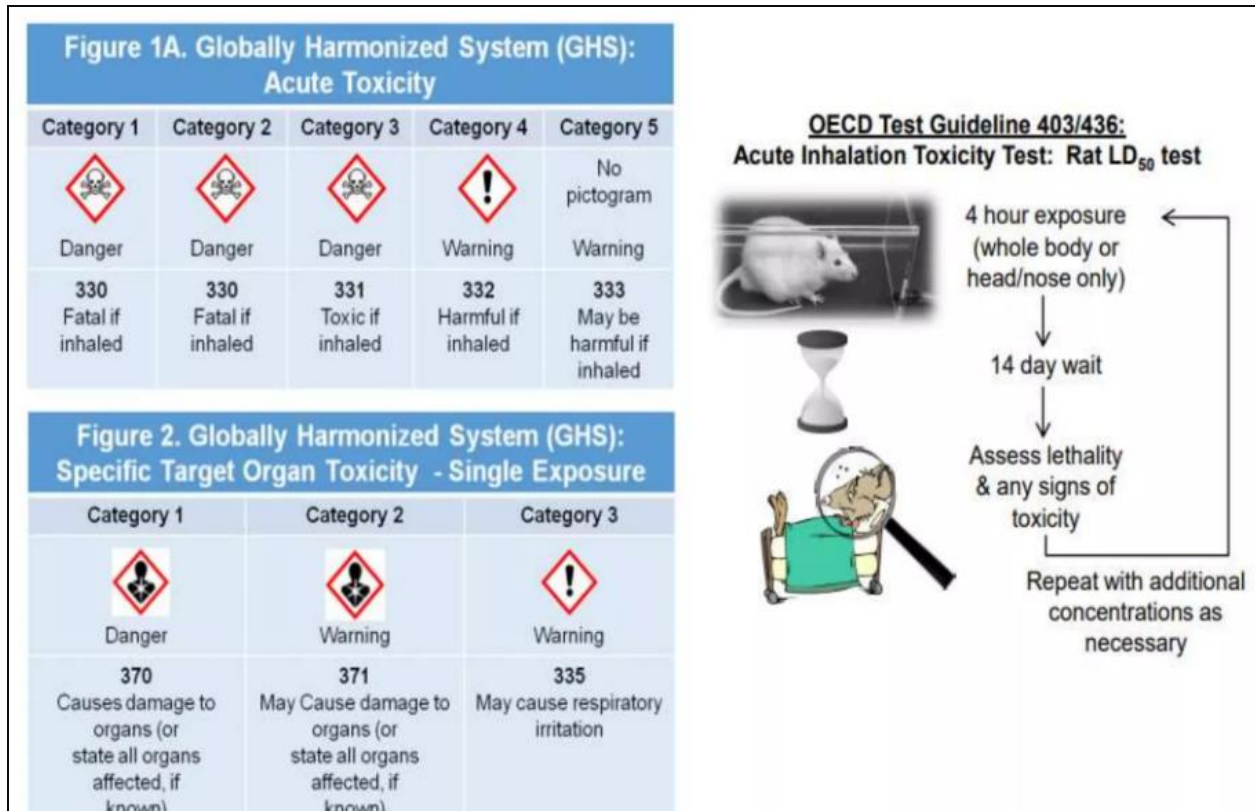 Figure 1A. Globally Harmonized System (GHS):
Acute Toxicity
Category 1 Category 2 Category 3 Category 4 Category 5
No
pictogram
Danger Danger Danger Warning Warning
330 330 331 332 333
Fatal if Fatal if Toxic if Harmful if May be
inhaled inhaled inhaled inhaled harmful if
inhaled
Figure 2. Globally Harmonized System (GHS):
Specific Target Organ Toxicity - Single Exposure
Category 1 Category 2 Category 3
Danger Warning Warning
370 371 335
Causes damage to May Cause damage to May cause respiratory
organs (or organs (or irritation
state all organs state all organs
affected, if affected, if
known) known)
OECD Test Guideline 403/436:
Acute Inhalation Toxicity Test: Rat LD50 test
4 hour exposure
(whole body or
head/nose only)
14 day wait
Assess lethality
& any signs of
toxicity
Repeat with additional
concentrations as
necessary